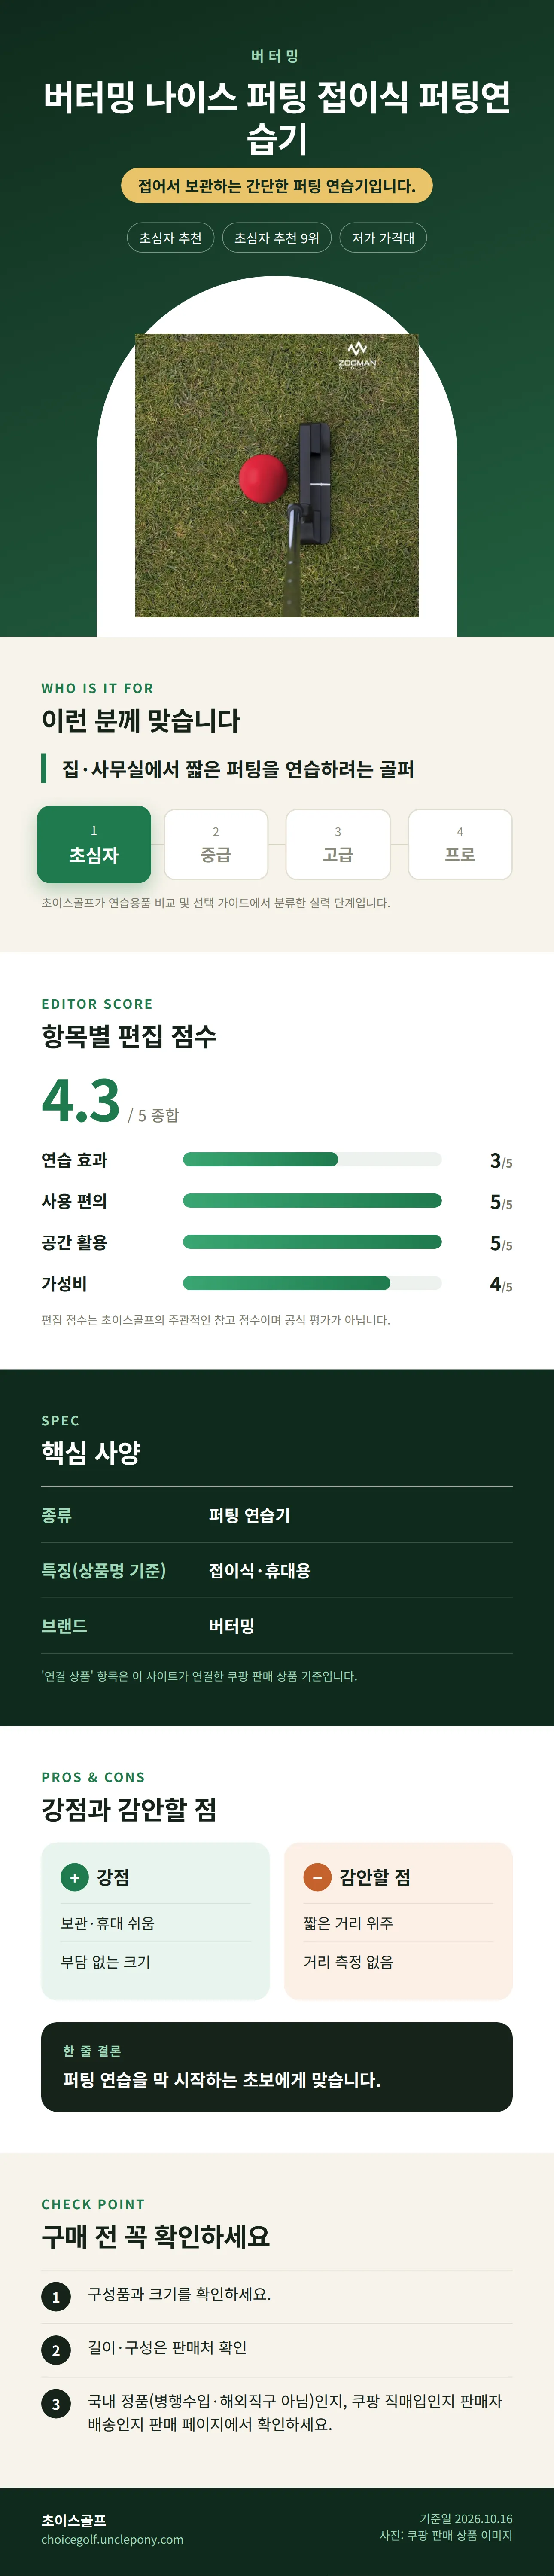 버터밍
버터밍 나이스 퍼팅 접이식 퍼팅연
습기
접어서 보관하는 간단한 퍼팅 연습기입니다.
초심자 추천
초심자 추천 9위
저가 가격대
ZOGMAN
WHO IS IT FOR
이런 분께 맞습니다
집·사무실에서 짧은 퍼팅을 연습하려는 골퍼
1
초심자
2
중급
3
고급
4
프로
초이스골프가 연습용품 비교 및 선택 가이드에서 분류한 실력 단계입니다.
EDITOR SCORE
항목별 편집 점수
4.3 / 5 종합
연습 효과 3/5
사용 편의 5/5
공간 활용 5/5
가성비 4/5
편집 점수는 초이스골프의 주관적인 참고 점수이며 공식 평가가 아닙니다.
SPEC
핵심 사양
종류 퍼팅 연습기
특징(상품명 기준) 접이식·휴대용
브랜드 버터밍
'연결 상품' 항목은 이 사이트가 연결한 쿠팡 판매 상품 기준입니다.
PROS & CONS
강점과 감안할 점
+ 강점
보관·휴대 쉬움
부담 없는 크기
− 감안할 점
짧은 거리 위주
거리 측정 없음
한 줄 결론
퍼팅 연습을 막 시작하는 초보에게 맞습니다.
CHECK POINT
구매 전 꼭 확인하세요
1 구성품과 크기를 확인하세요.
2 길이·구성은 판매처 확인
3 국내 정품(병행수입·해외직구 아님)인지, 쿠팡 직매입인지 판매자
배송인지 판매 페이지에서 확인하세요.
초이스골프
choicegolf.unclepony.com
기준일 2026.10.16
사진: 쿠팡 판매 상품 이미지